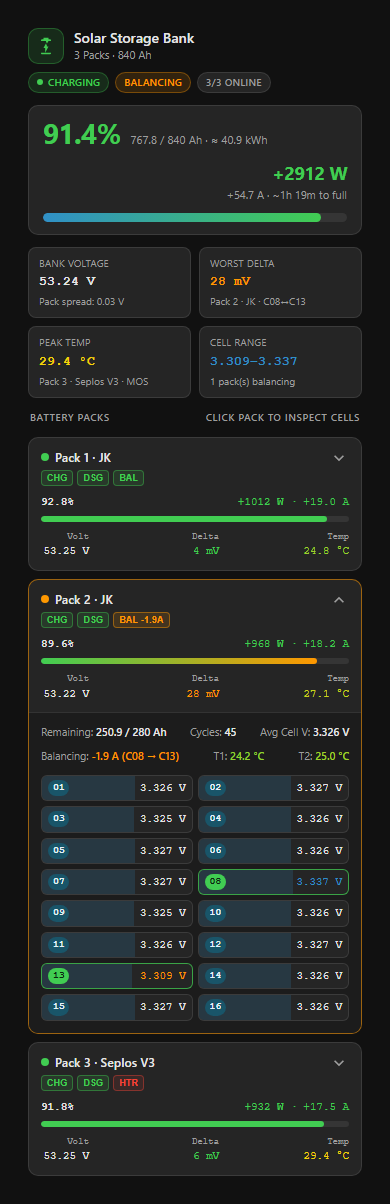 Solar Storage Bank
3 Packs · 840 Ah
CHARGING BALANCING 3/3 ONLINE
91.4% 767.8 / 840 Ah · ≈ 40.9 kWh
+2912 W
+54.7 A · ~1h 19m to full
BANK VOLTAGE WORST DELTA
53.24 V 28 mV
Pack spread: 0.03 V Pack 2 · JK · C08↔C13
PEAK TEMP CELL RANGE
29.4 °C 3.309–3.337
Pack 3 · Seplos V3 · MOS 1 pack(s) balancing
BATTERY PACKS CLICK PACK TO INSPECT CELLS
Pack 1 · JK
CHG DSG BAL
92.8% +1012 W · +19.0 A
Volt Delta Temp
53.25 V 4 mV 24.8 °C
Pack 2 · JK
CHG DSG BAL -1.9A
89.6% +968 W · +18.2 A
Volt Delta Temp
53.22 V 28 mV 27.1 °C
Remaining: 250.9 / 280 Ah Cycles: 45 Avg Cell V: 3.326 V
Balancing: -1.9 A (C08 → C13) T1: 24.2 °C T2: 25.0 °C
01 3.326 V 02 3.327 V
03 3.325 V 04 3.326 V
05 3.327 V 06 3.326 V
07 3.327 V 08 3.337 V
09 3.325 V 10 3.326 V
11 3.326 V 12 3.327 V
13 3.309 V 14 3.326 V
15 3.327 V 16 3.326 V
Pack 3 · Seplos V3
CHG DSG HTR
91.8% +932 W · +17.5 A
Volt Delta Temp
53.25 V 6 mV 29.4 °C